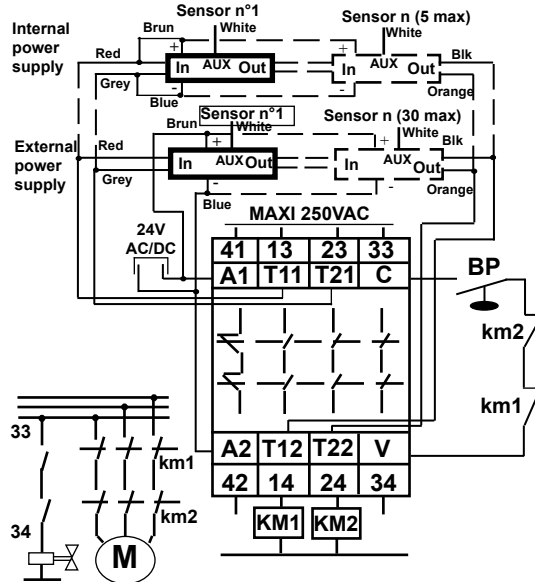 Internal power supply
Sensor n°1
Sensor n (5 max)
Brun
White
White
Red
+
+
Blk
In AUX Out
In AUX Out
Grey
-
-
Blue
Orange
External power supply
Sensor n°1
Sensor n (30 max)
Brun
White
White
Red
+
+
Blk
In AUX Out
In AUX Out
Grey
-
-
Blue
Orange
24V AC/DC
MAXI 250VAC
41 13 23 33
A1 T11 T21 C
BP
km2
km1
A2 T12 T22 V
42 14 24 34
KM1 KM2
33
km1
km2
34
M